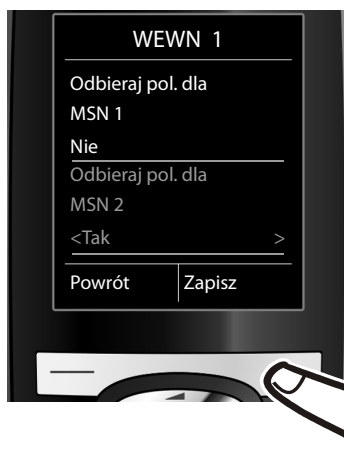 WEWN 1
Odbieraj pol. dla
MSN 1
Nie
Odbieraj pol. dla
MSN 2
<Tak >
Powrót Zapisz